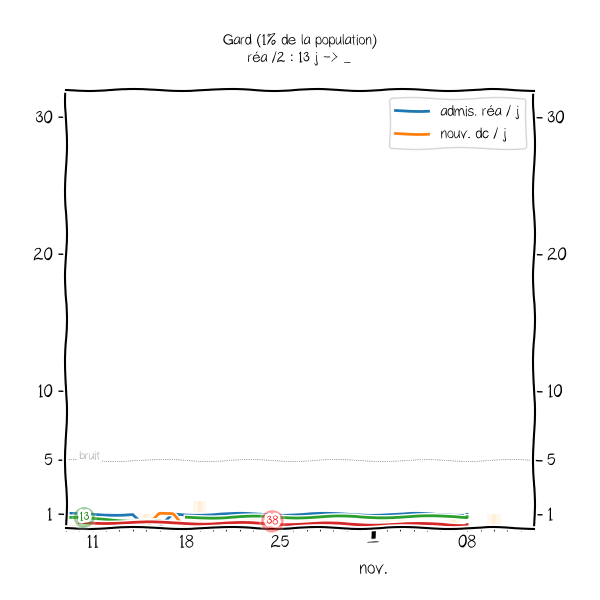 Gard (1% de la population)
réa /2 : 13 j -> _
30 30
admis. réa / j
nouv. dc / j
20 20
10 10
5 bruit 5
1 13 38 1
11 18 25 1 08
nov.